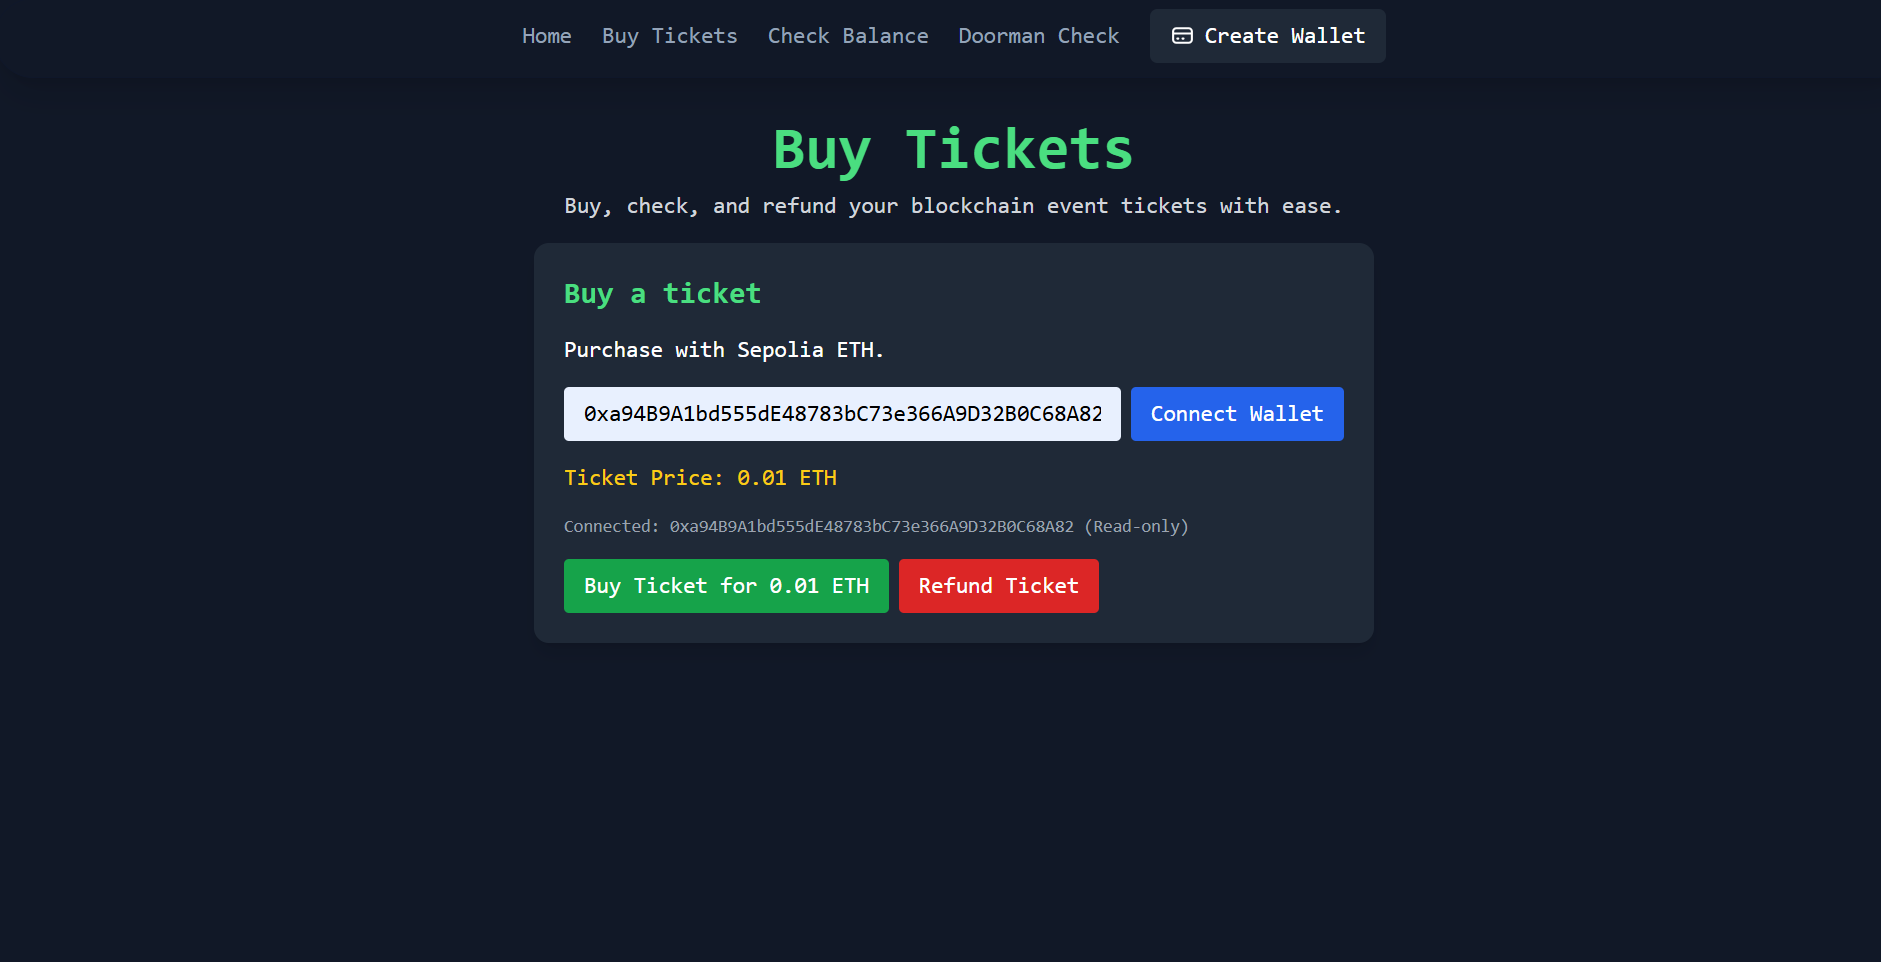 Home Buy Tickets Check Balance Doorman Check Create Wallet
Buy Tickets
Buy, check, and refund your blockchain event tickets with ease.
Buy a ticket
Purchase with Sepolia ETH.
0xa94B9A1bd555dE48783bC73e366A9D32B0C68A82 Connect Wallet
Ticket Price: 0.01 ETH
Connected: 0xa94B9A1bd555dE48783bC73e366A9D32B0C68A82 (Read-only)
Buy Ticket for 0.01 ETH Refund Ticket